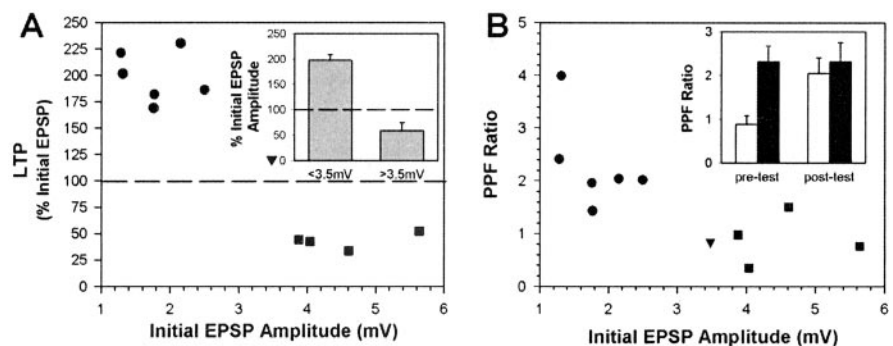 A
LTP
(% Initial EPSP)
250
225
200
175
150
125
100
75
50
25
0
1
2
3
4
5
6
Initial EPSP Amplitude (mV)
% Initial EPSP
Amplitude
250
200
150
100
50
0
<3.5mV
>3.5mV
B
PPF Ratio
5
4
3
2
1
0
1
2
3
4
5
6
Initial EPSP Amplitude (mV)
PPF Ratio
3
2
1
0
pre-test
post-test